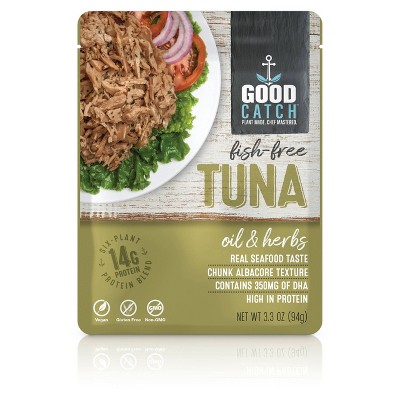 GOOD
CATCH
PLANT-MADE. CHEF MASTERED.
fish-free
TUNA
oil & herbs
REAL SEAFOOD TASTE
CHUNK ALBACORE TEXTURE
CONTAINS 350MG OF DHA
HIGH IN PROTEIN
NET WT 3.3 OZ (94g)
SIX-PLANT
14G
PROTEIN
PROTEIN BLEND
Vegan
Gluten Free
GMO
Non-GMO